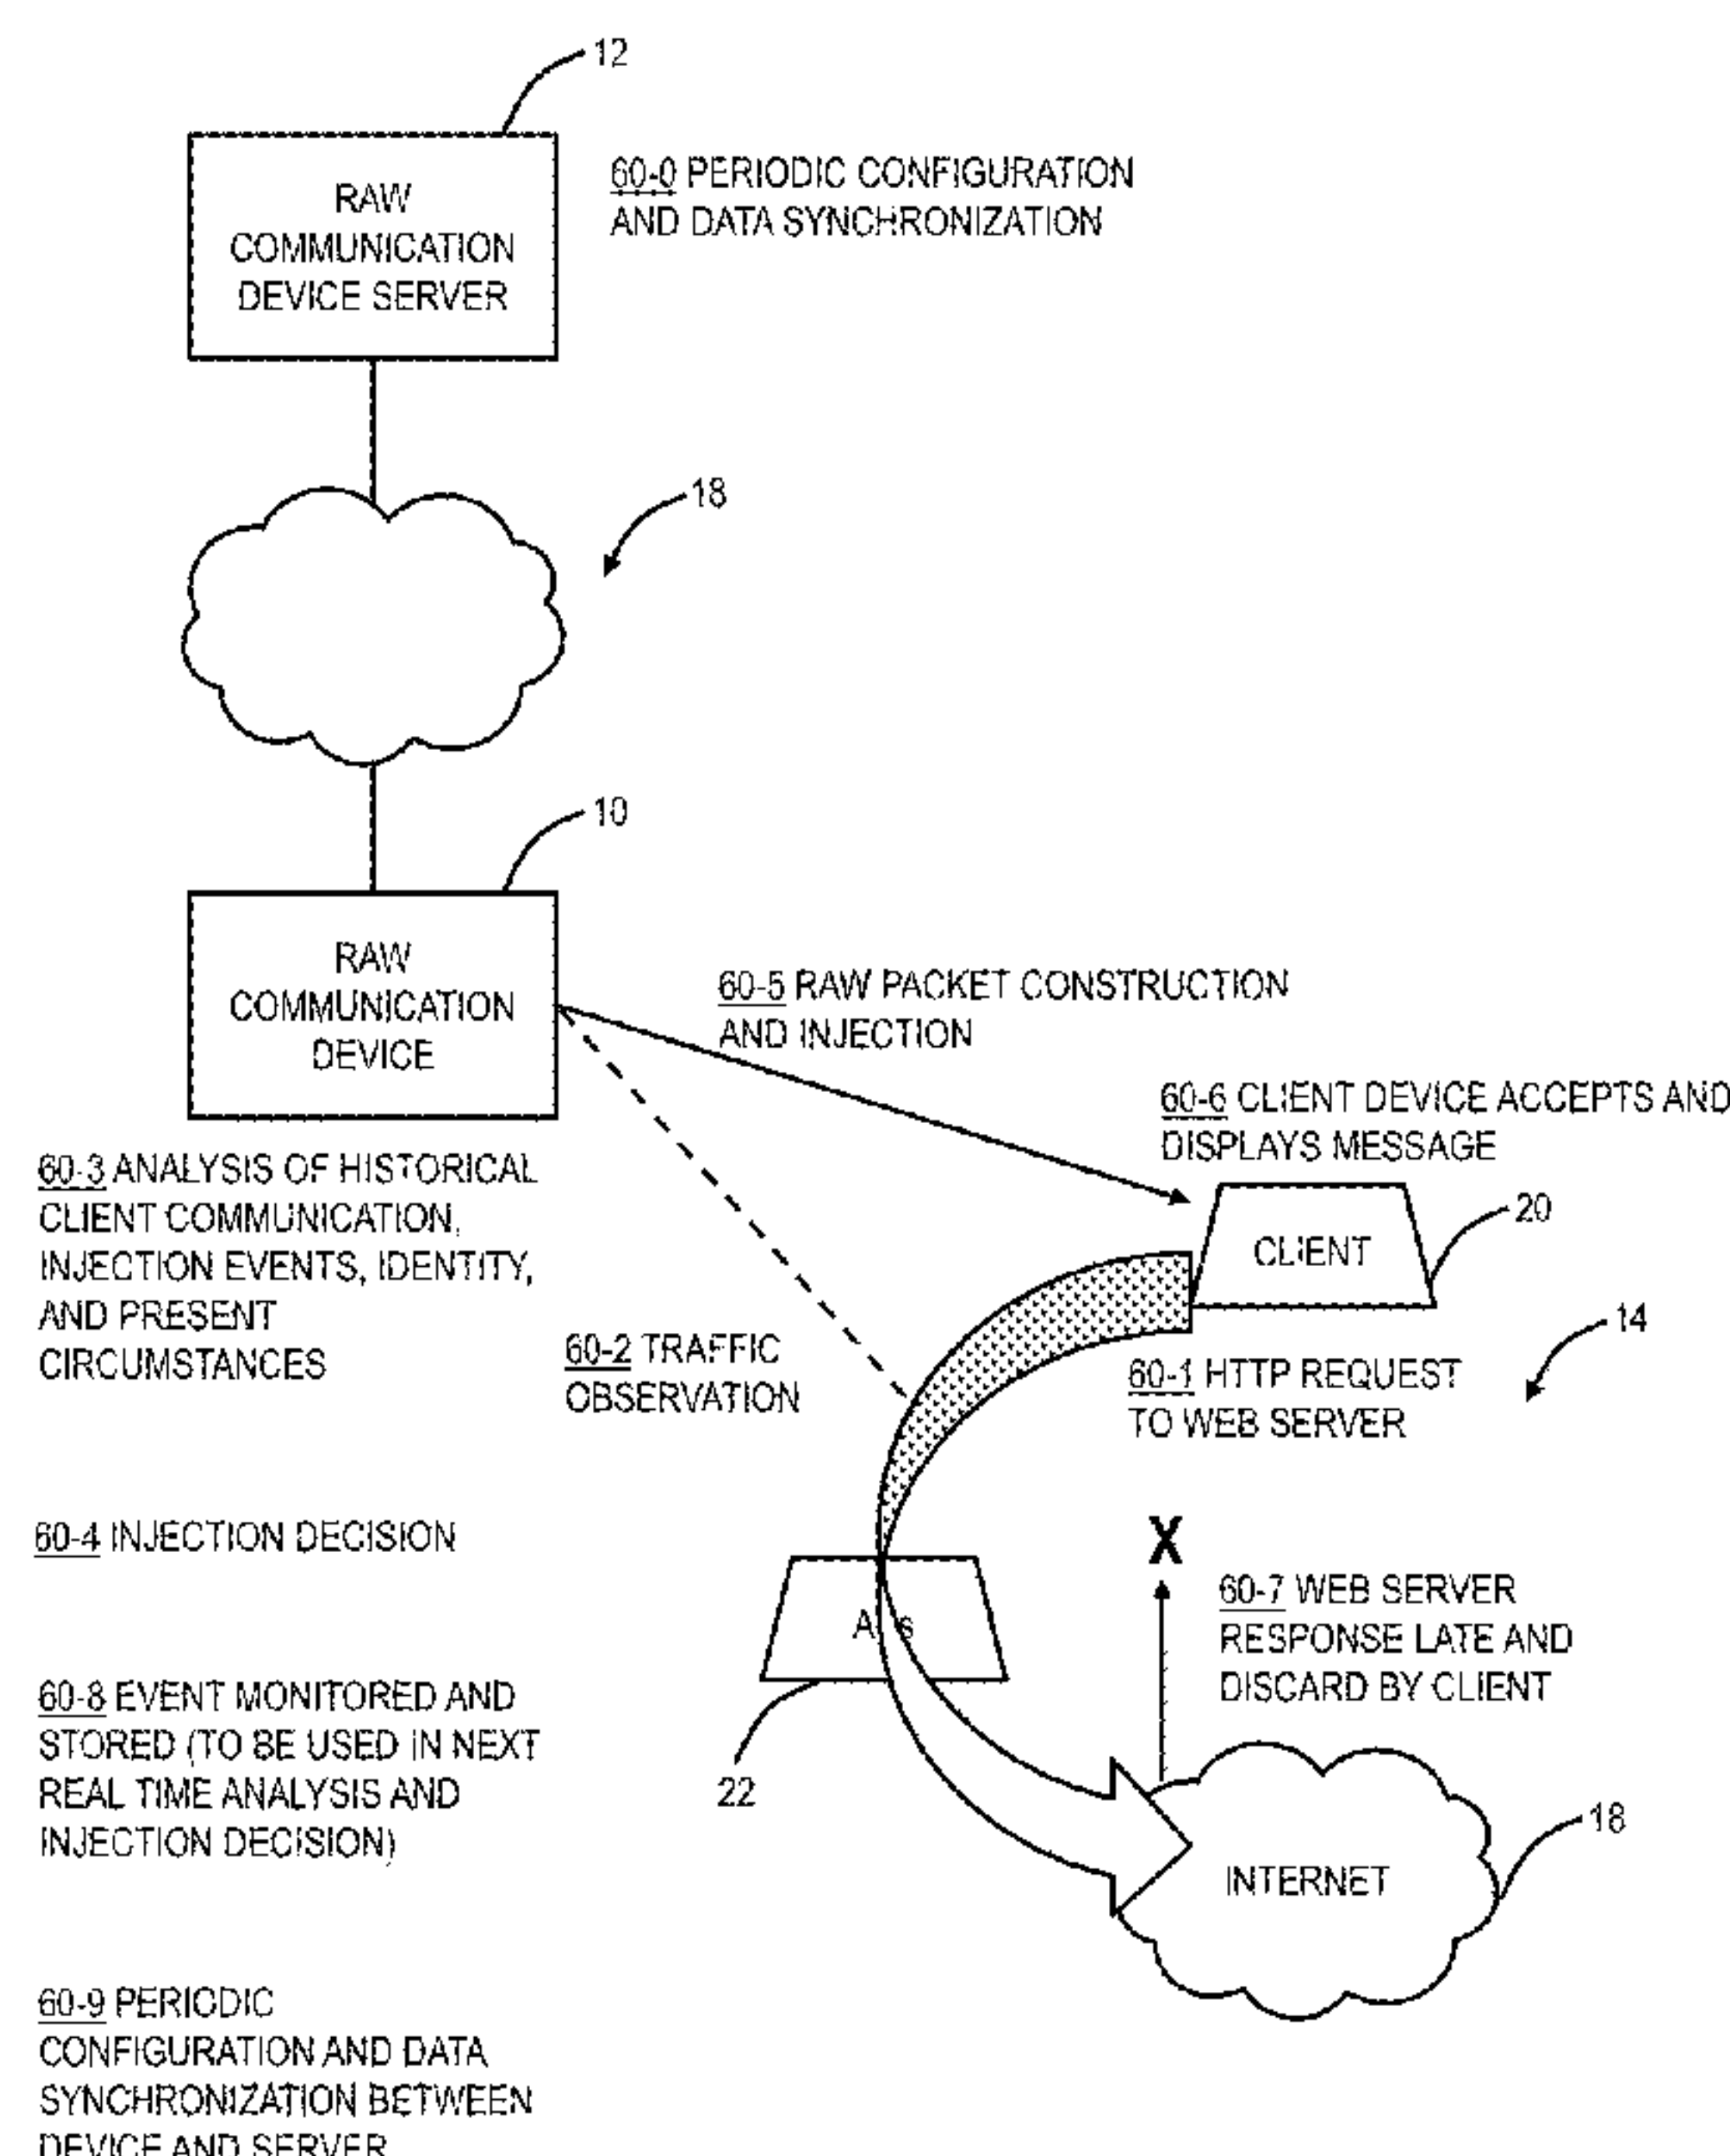 12
RAW
COMMUNICATION
DEVICE SERVER
60-0 PERIODIC CONFIGURATION
AND DATA SYNCHRONIZATION
18
10
RAW
COMMUNICATION
DEVICE
60-5 RAW PACKET CONSTRUCTION
AND INJECTION
60-6 CLIENT DEVICE ACCEPTS AND
DISPLAYS MESSAGE
60-3 ANALYSIS OF HISTORICAL
CLIENT COMMUNICATION,
INJECTION EVENTS, IDENTITY,
AND PRESENT
CIRCUMSTANCES
20
CLIENT
14
60-2 TRAFFIC
OBSERVATION
60-1 HTTP REQUEST
TO WEB SERVER
60-4 INJECTION DECISION
X
60-7 WEB SERVER
RESPONSE LATE AND
DISCARD BY CLIENT
60-8 EVENT MONITORED AND
STORED (TO BE USED IN NEXT
REAL TIME ANALYSIS AND
INJECTION DECISION)
22
18
INTERNET
60-9 PERIODIC
CONFIGURATION AND DATA
SYNCHRONIZATION BETWEEN
DEVICE AND SERVER